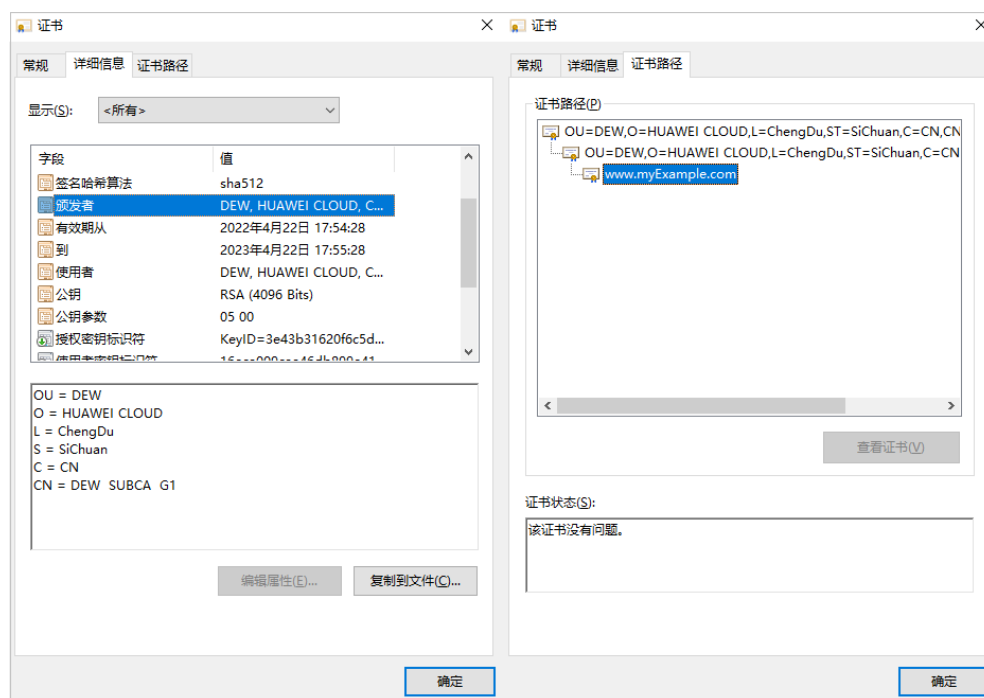 证书
常规 详细信息 证书路径
显示(S): <所有>
字段 值
签名哈希算法 sha512
颁发者 DEW, HUAWEI CLOUD, C...
有效期从 2022年4月22日 17:54:28
到 2023年4月22日 17:55:28
使用者 DEW, HUAWEI CLOUD, C...
公钥 RSA (4096 Bits)
公钥参数 05 00
授权密钥标识符 KeyID=3e43b31620f6c5d...
使用者密钥标识符
OU = DEW
O = HUAWEI CLOUD
L = ChengDu
S = SiChuan
C = CN
CN = DEW SUBCA G1
编辑属性(E)... 复制到文件(C)...
确定
证书
常规 详细信息 证书路径
证书路径(P)
OU=DEW,O=HUAWEI CLOUD,L=ChengDu,ST=SiChuan,C=CN,CN
OU=DEW,O=HUAWEI CLOUD,L=ChengDu,ST=SiChuan,C=CN
www.myExample.com
查看证书(V)
证书状态(S):
该证书没有问题。
确定